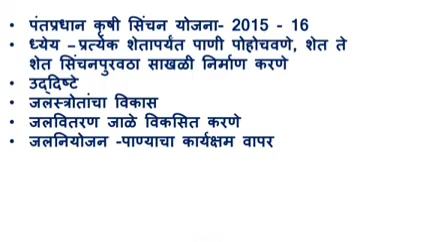 • पंतप्रधान कृषी सिंचन योजना- 2015 - 16
• ध्येय – प्रत्येक शेतापर्यंत पाणी पोहोचवणे, शेत ते
शेत सिंचनपुरवठा साखळी निर्माण करणे
• उद्दिष्टे
• जलस्त्रोतांचा विकास
• जलवितरण जाळे विकसित करणे
• जलनियोजन -पाण्याचा कार्यक्षम वापर